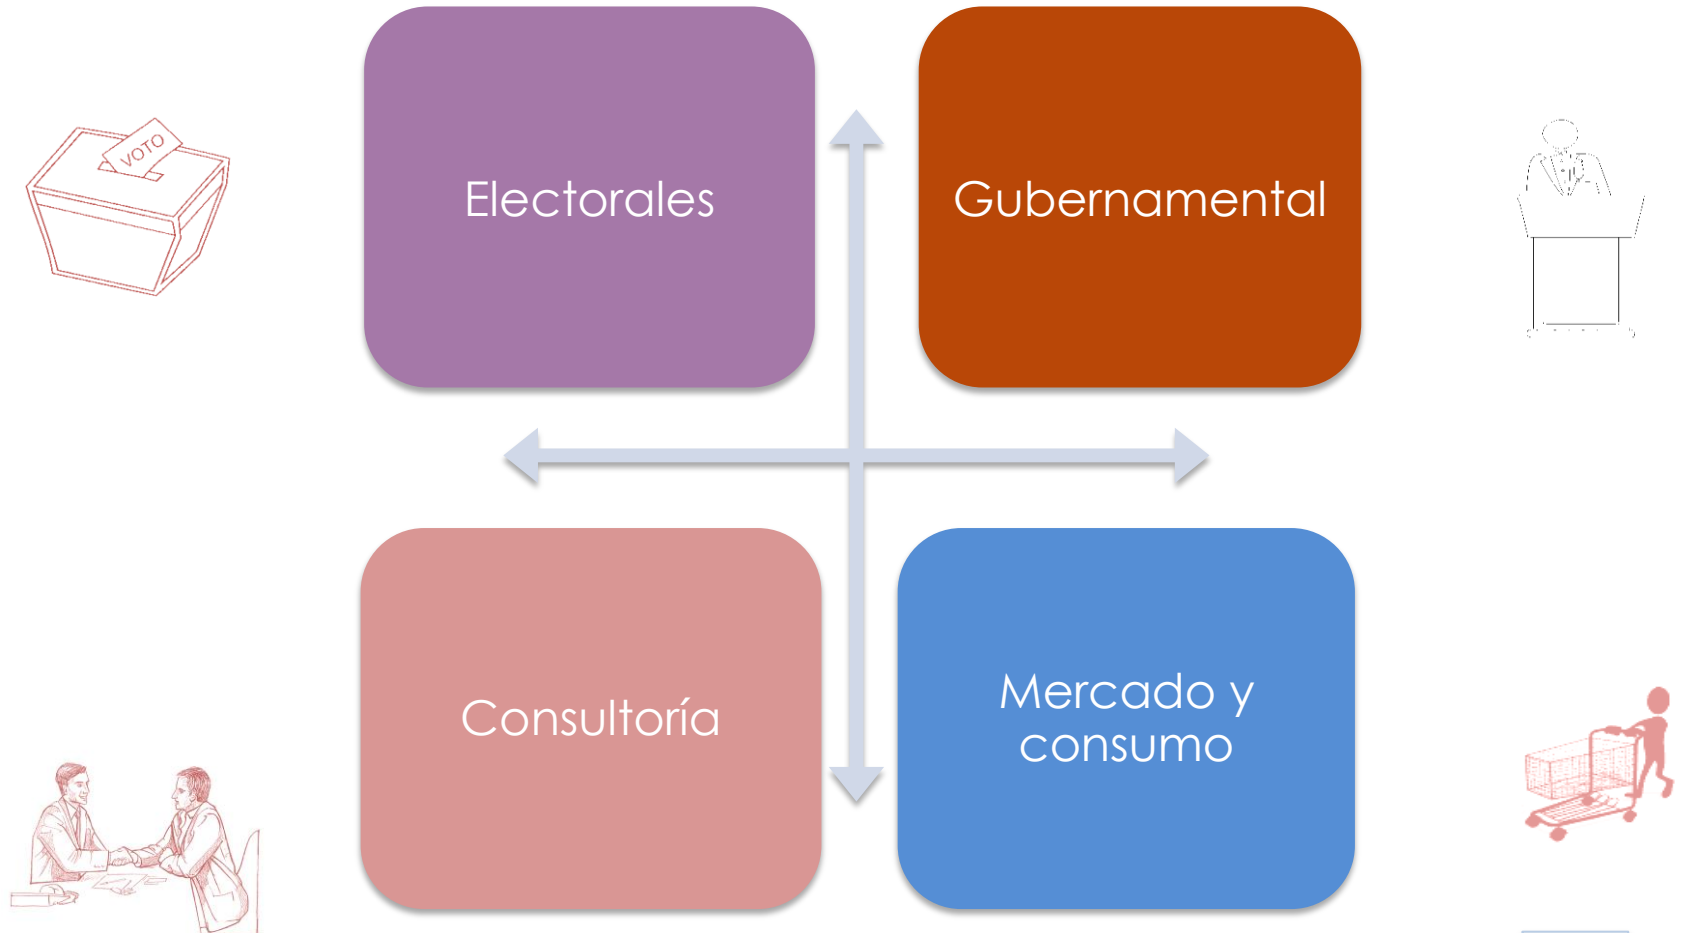 VOTO
Electorales
Gubernamental
Consultoría
Mercado y
consumo